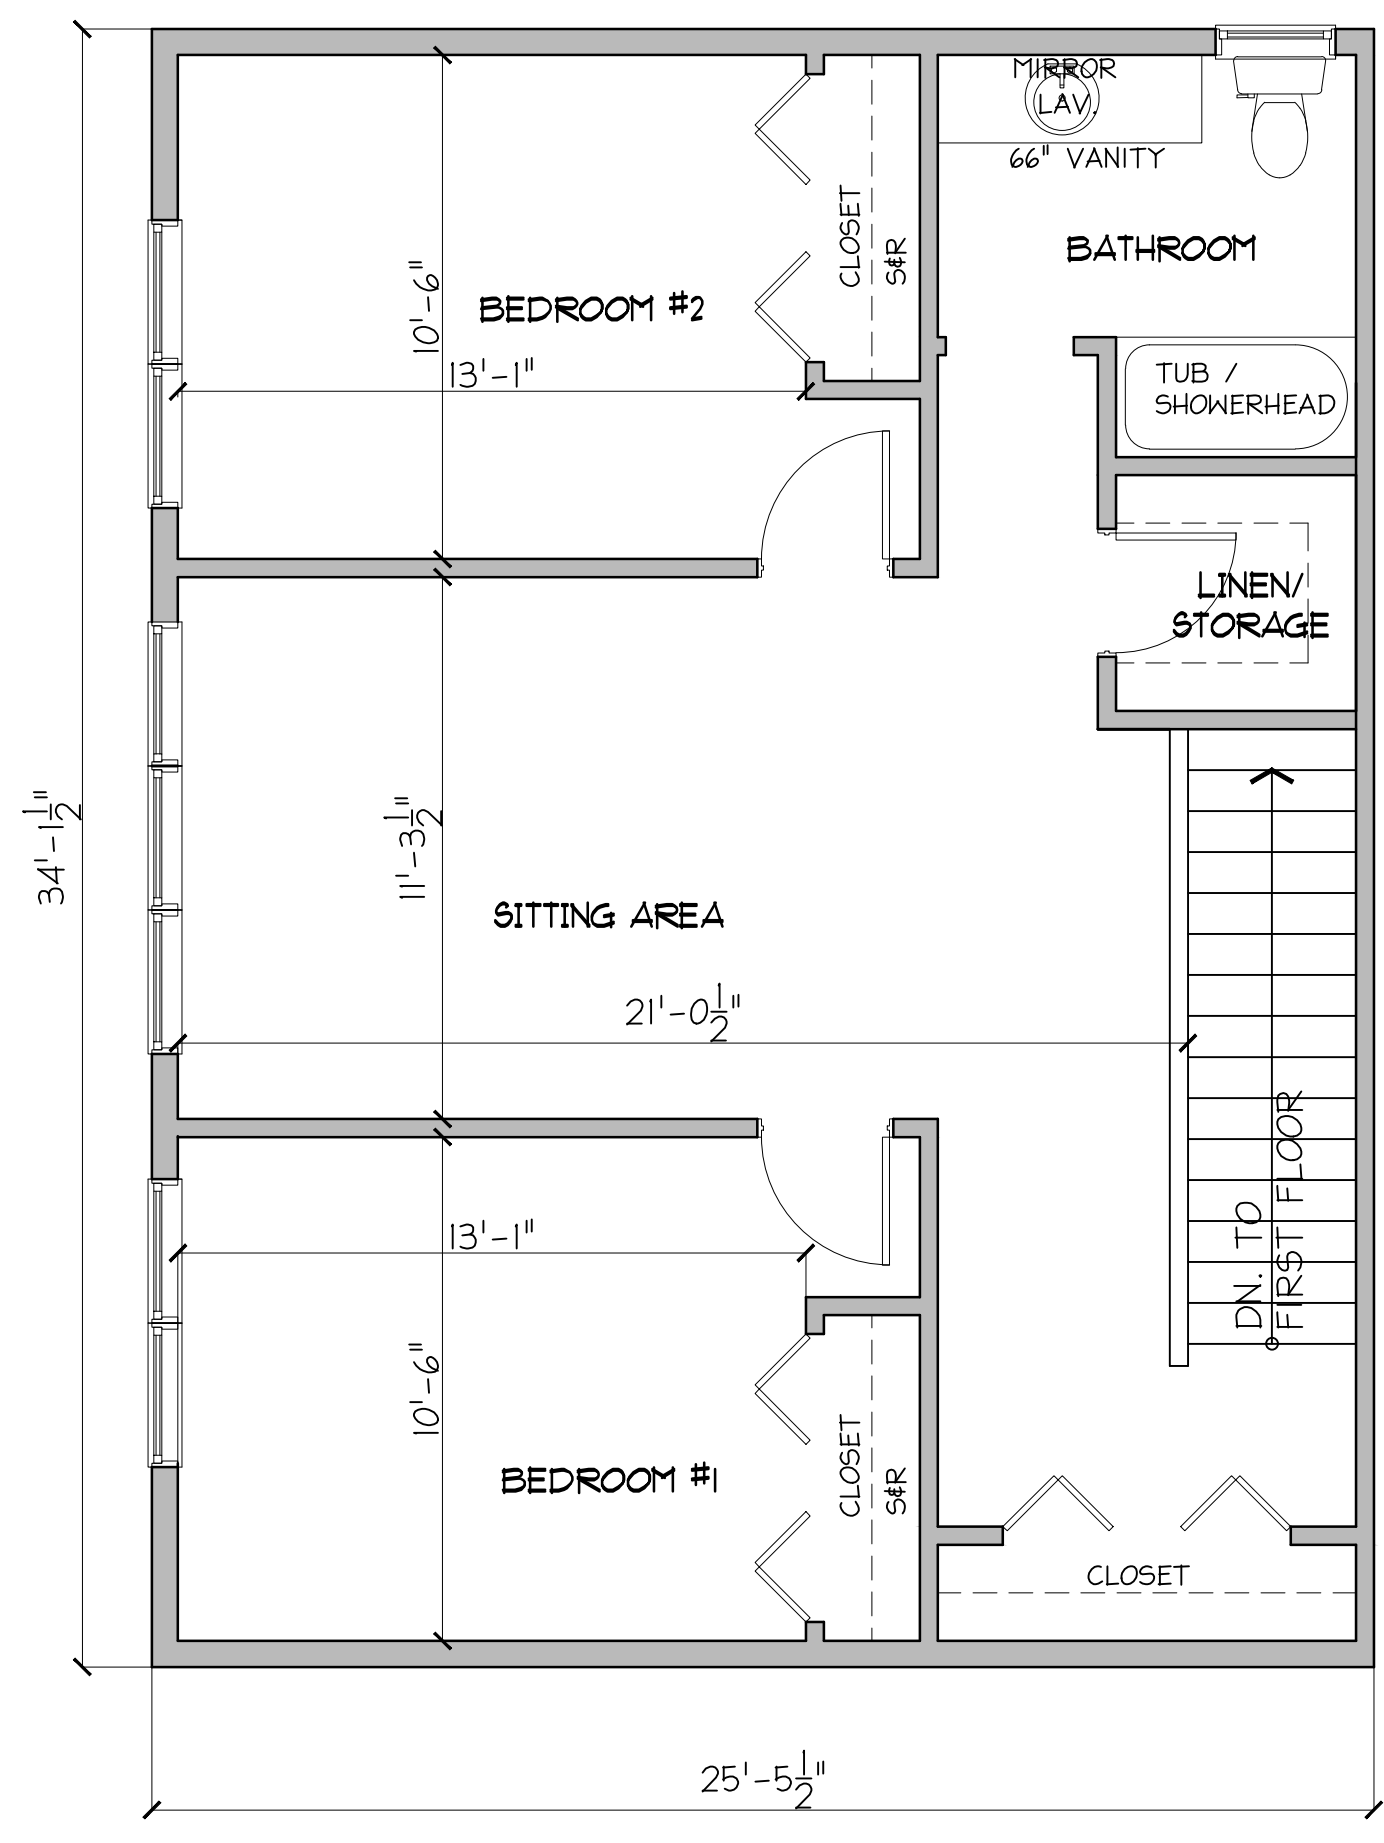 MIRROR
LAV.
66" VANITY
BATHROOM
CLOSET
S&R
BEDROOM #2
10'-6"
13'-1"
TUB /
SHOWERHEAD
LINEN/
STORAGE
34'-1 1/2"
11'-3 1/2"
SITTING AREA
21'-0 1/2"
DN. TO
FIRST FLOOR
13'-1"
10'-6"
BEDROOM #1
CLOSET
S&R
CLOSET
25'-5 1/2"